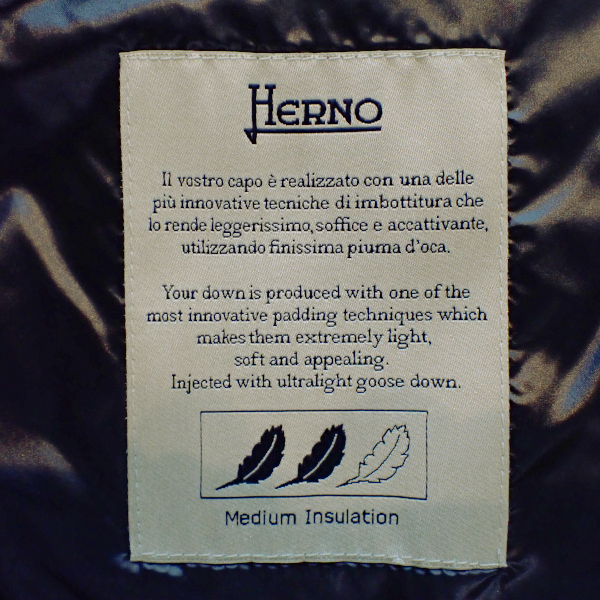 HERNO
Il vostro capo è realizzato con una delle
più innovative tecniche di imbottitura che
lo rende leggerissimo, soffice e accattivante,
utilizzando finissima piuma d'oca.
Your down is produced with one of the
most innovative padding techniques which
makes them extremely light,
soft and appealing.
Injected with ultralight goose down.
Medium Insulation